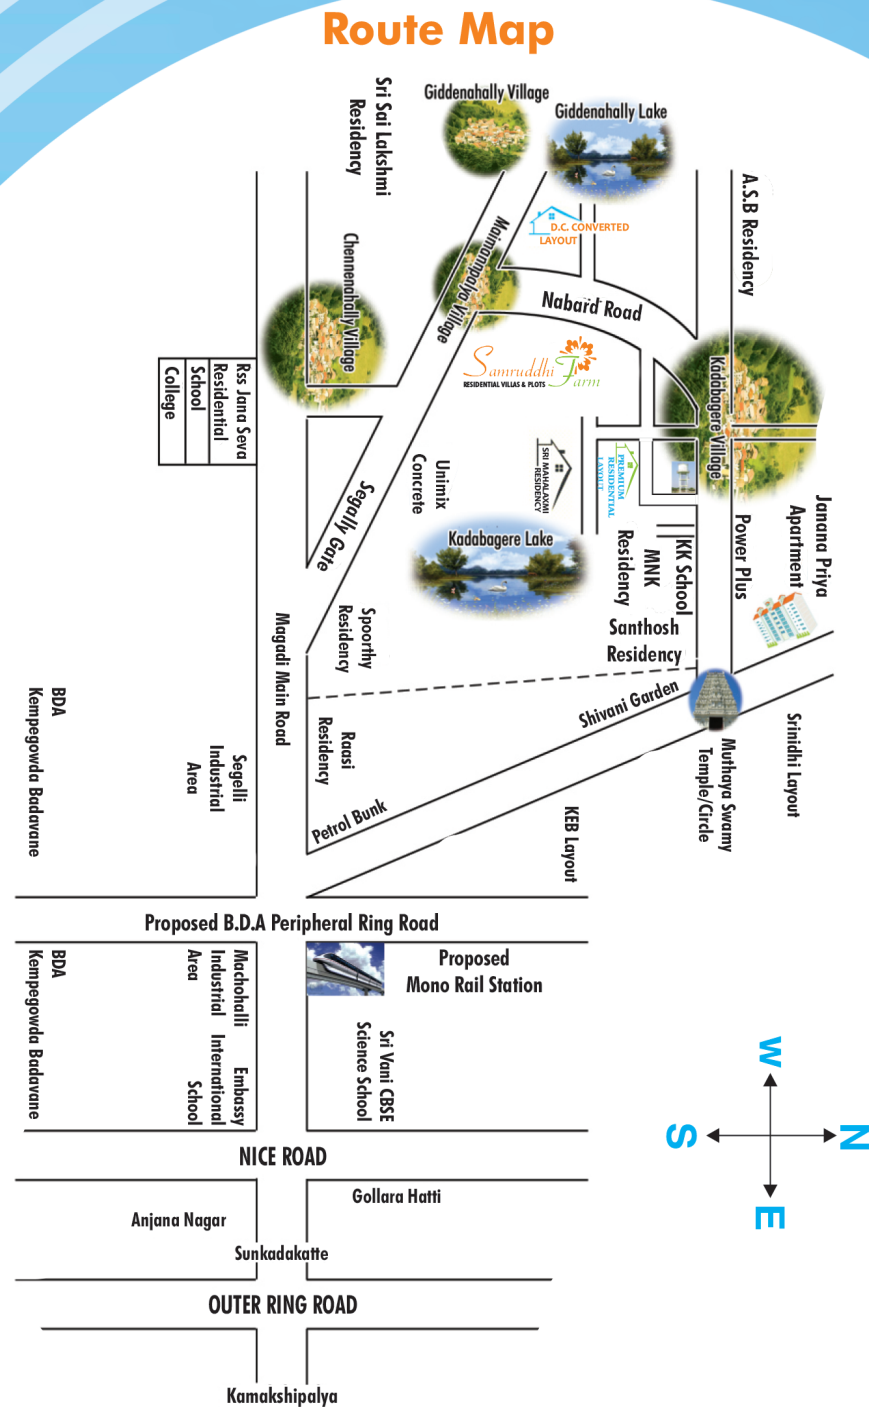 Route Map
Giddenahally Village
Giddenahally Lake
Sri Sai Lakshmi
Residency
A.S.B Residency
D.C. CONVERTED
LAYOUT
Maimannpalya Village
Chennenahally Village
Nabard Road
Samruddhi
Farm
RESIDENTIAL VILLAS & PLOTS
Kadabagere Village
Rss Jana Seva
Residential
School
College
Unimix
Concrete
SRI MAHALAXMI
RESIDENCY
PREMIUM
RESIDENTIAL
LAYOUT
Segally Gate
Kadabagere Lake
Janana Priya
Apartment
Power Plus
KK School
MNK
Residency
Santhosh
Residency
Spoorthy
Residency
Magadi Main Road
Shivani Garden
Raasi
Residency
BDA
Kempegowda Badavane
Segelli
Industrial
Area
Petrol Bunk
Srinidhi Layout
Muthaya Swamy
Temple/Circle
KEB Layout
Proposed B.D.A Peripheral Ring Road
BDA
Kempegowda Badavane
Machohalli
Industrial
Area
Embassy
International
School
Proposed
Mono Rail Station
Sri Vani CBSE
Science School
W
S
N
E
NICE ROAD
Gollara Hatti
Anjana Nagar
Sunkadakatte
OUTER RING ROAD
Kamakshipalya